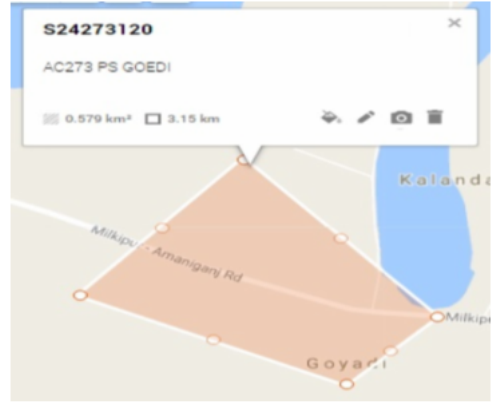 S24273120
AC273 PS GOEDI
0.579 km² 3.15 km
Kalanda
Milkipur - Amaniganj Rd
Milkipu
Goyadi